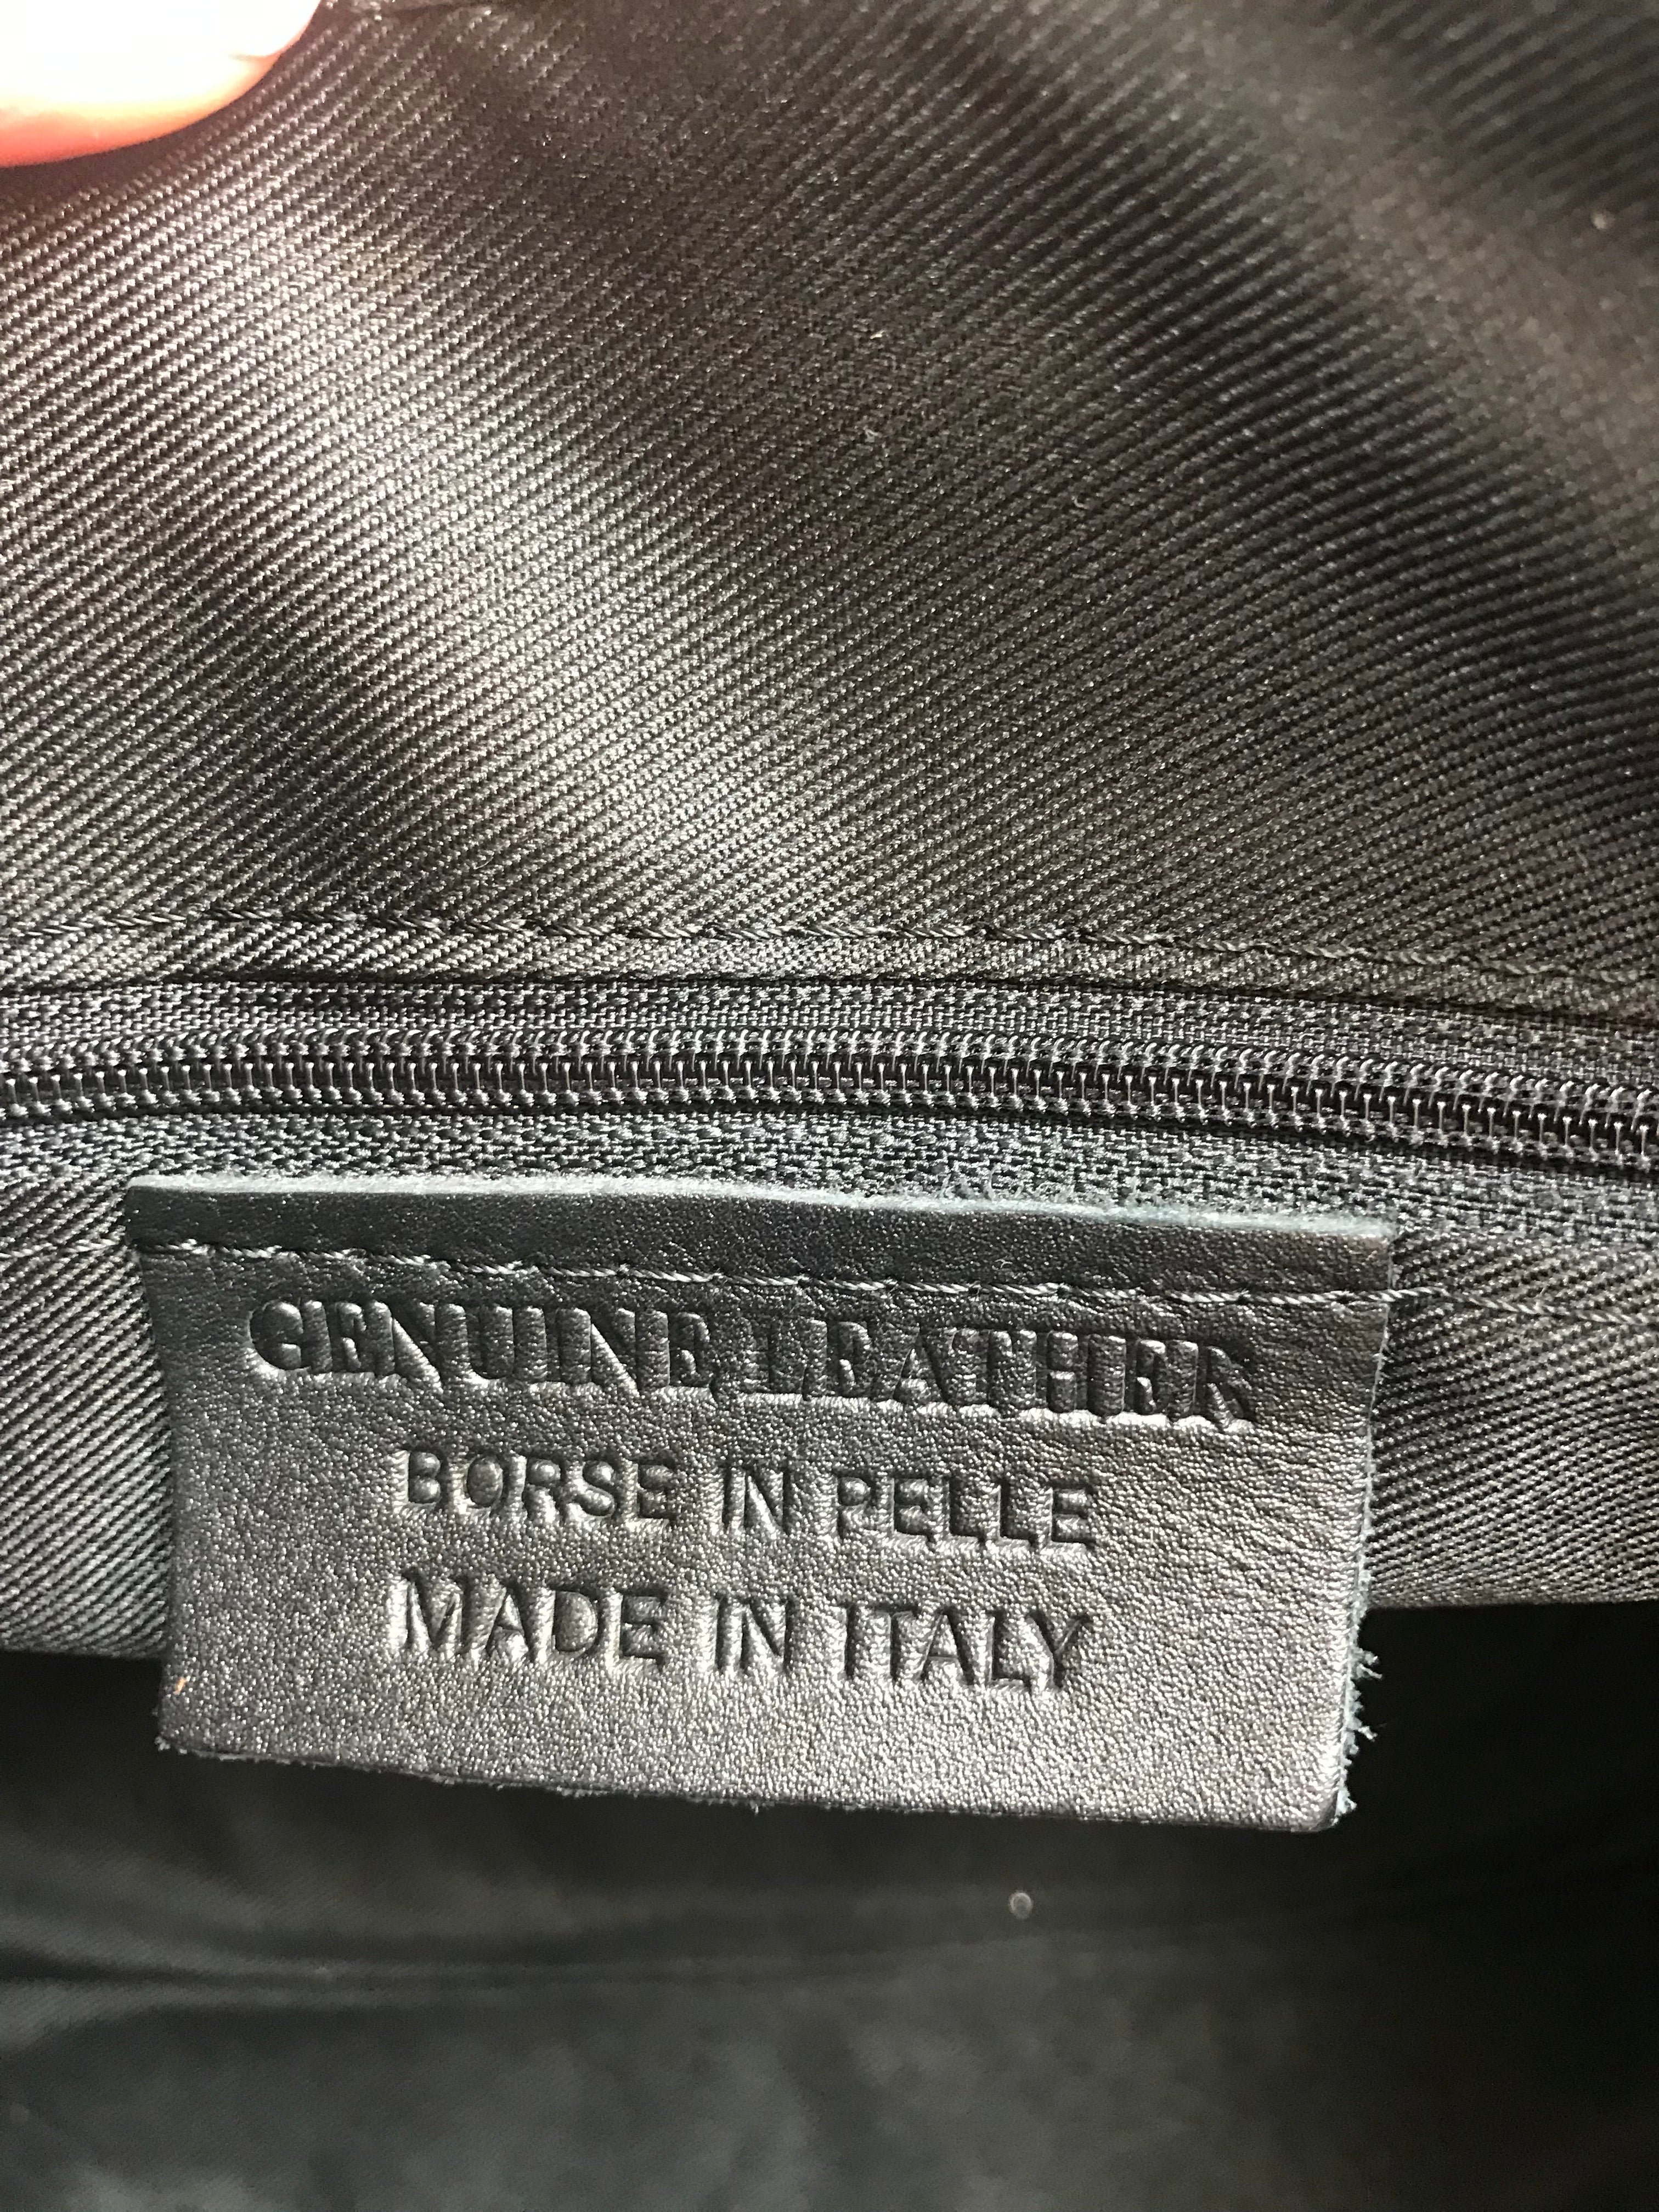 GENUINE LEATHER
BORSE IN PELLE
MADE IN ITALY